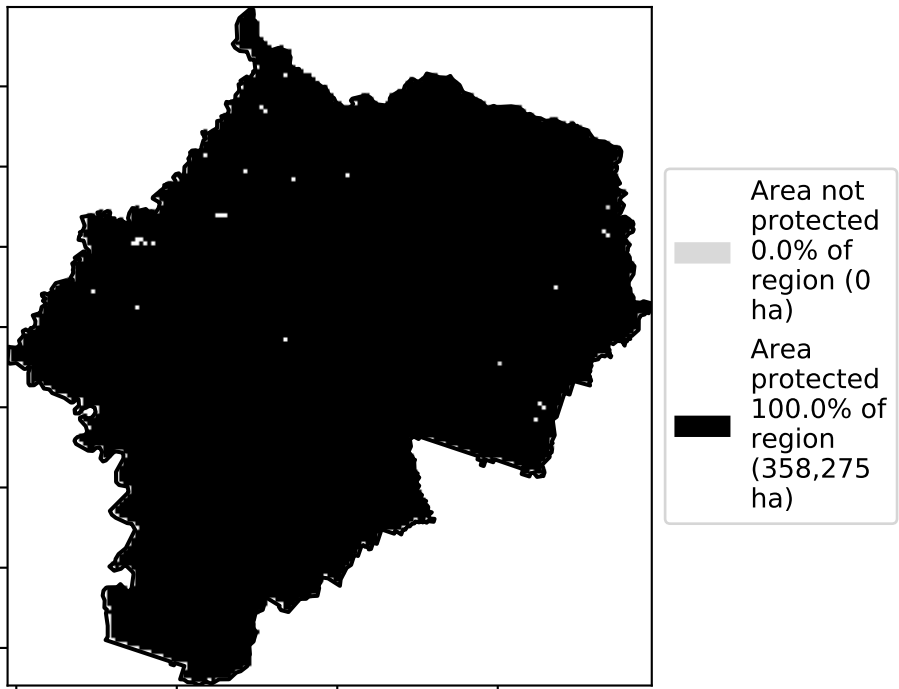 Area not
protected
0.0% of
region (0
ha)
Area
protected
100.0% of
region
(358,275
ha)